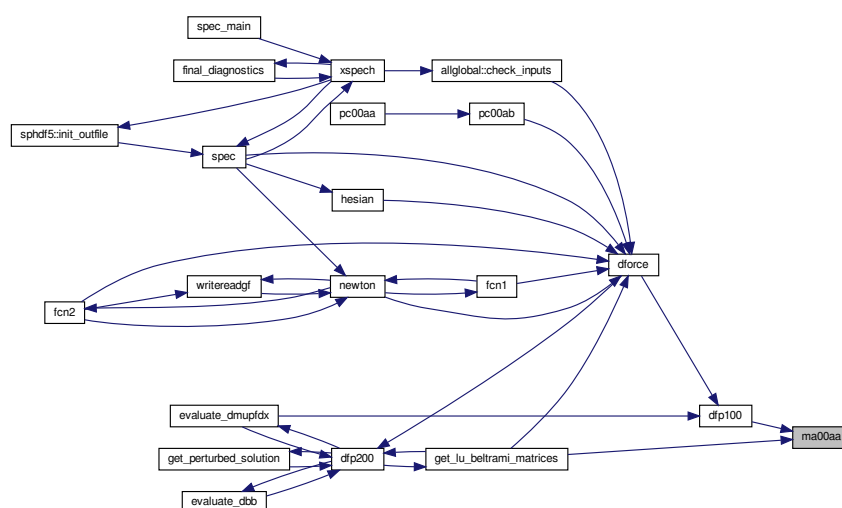 spec_main
final_diagnostics
xspech
allglobal::check_inputs
pc00aa
pc00ab
sphdf5::init_outfile
spec
hesian
dforce
writereadgf
newton
fcn1
fcn2
evaluate_dmupfdx
dfp100
ma00aa
get_perturbed_solution
dfp200
get_lu_beltrami_matrices
evaluate_dbb